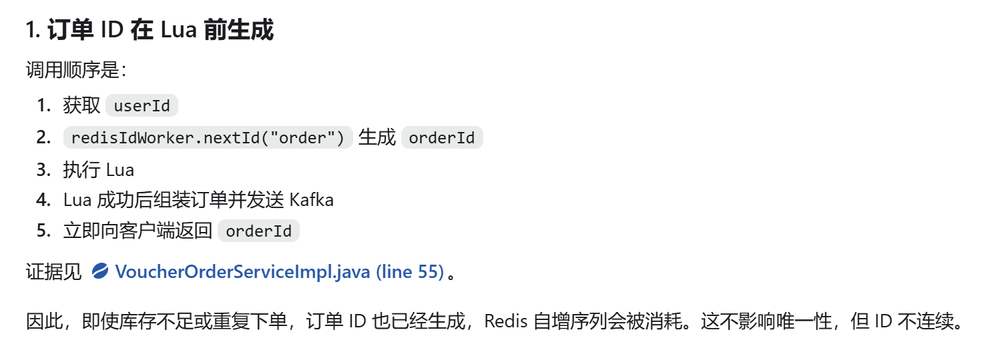 1. 订单 ID 在 Lua 前生成
调用顺序是：
1. 获取 userId
2. redisIdWorker.nextId("order") 生成 orderId
3. 执行 Lua
4. Lua 成功后组装订单并发送 Kafka
5. 立即向客户端返回 orderId
证据见 VoucherOrderServiceImpl.java (line 55)。
因此，即使库存不足或重复下单，订单 ID 也已经生成，Redis 自增序列会被消耗。这不影响唯一性，但 ID 不连续。